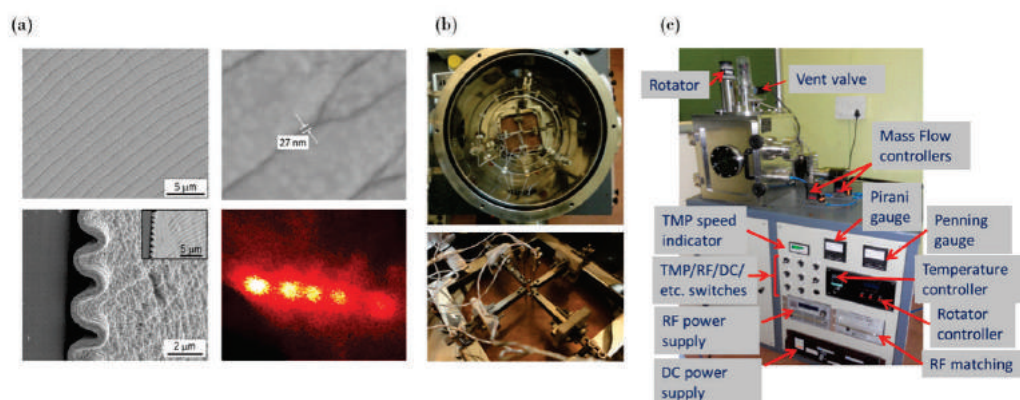 (a)
(b)
(c)
5 µm
27 nm
5 µm
2 µm
Rotator
Vent valve
Mass Flow
controllers
Pirani
gauge
Penning
gauge
TMP speed
indicator
TMP/RF/DC/
etc. switches
Temperature
controller
RF power
supply
Rotator
controller
DC power
supply
RF matching